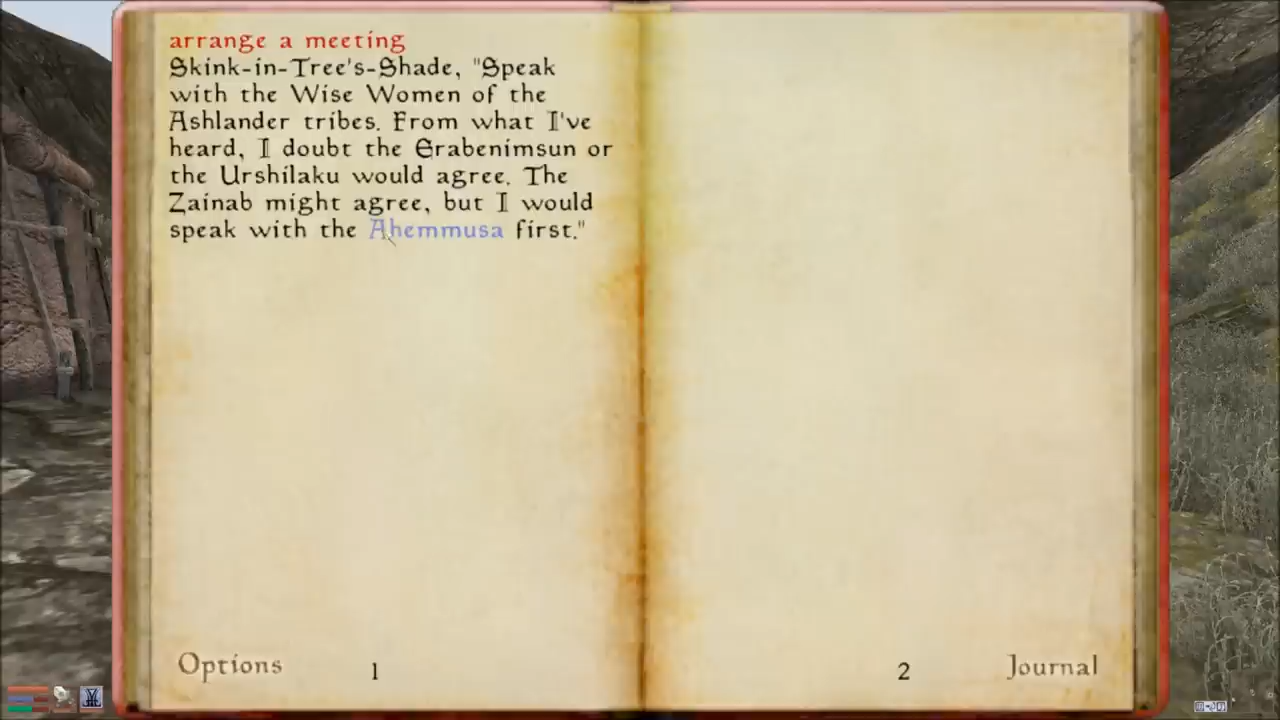 arrange a meeting
Skink-in-Tree's-Shade, "Speak
with the Wise Women of the
Ashlander tribes. From what I've
heard, I doubt the Erabenimsun or
the Urshilaku would agree. The
Zainab might agree, but I would
speak with the Ahemmusa first."
Options
1
2
Journal